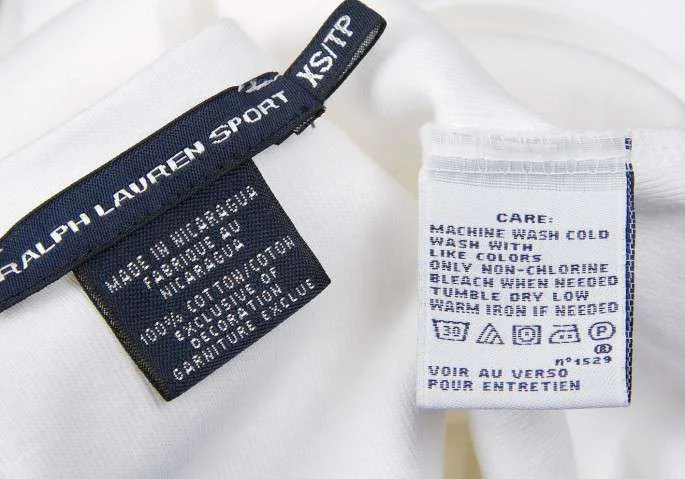 XS/TP
RALPH LAUREN SPORT
MADE IN NICARAGUA
FABRIQUE AU
NICARAGUA
100% COTTON/COTON
EXCLUSIVE OF
DECORATION
GARNITURE EXCLUE
CARE:
MACHINE WASH COLD
WASH WITH
LIKE COLORS
ONLY NON-CHLORINE
BLEACH WHEN NEEDED
TUMBLE DRY LOW
WARM IRON IF NEEDED
30 P
R
nº1529
VOIR AU VERSO
POUR ENTRETIEN